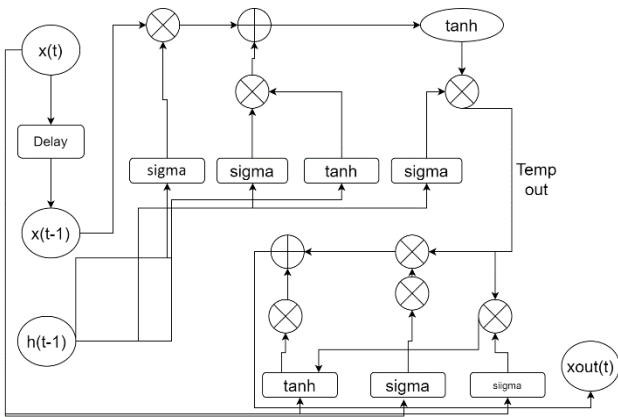 x(t)
tanh
Delay
sigma
sigma
tanh
sigma
Temp
out
x(t-1)
h(t-1)
xout(t)
tanh
sigma
siigma